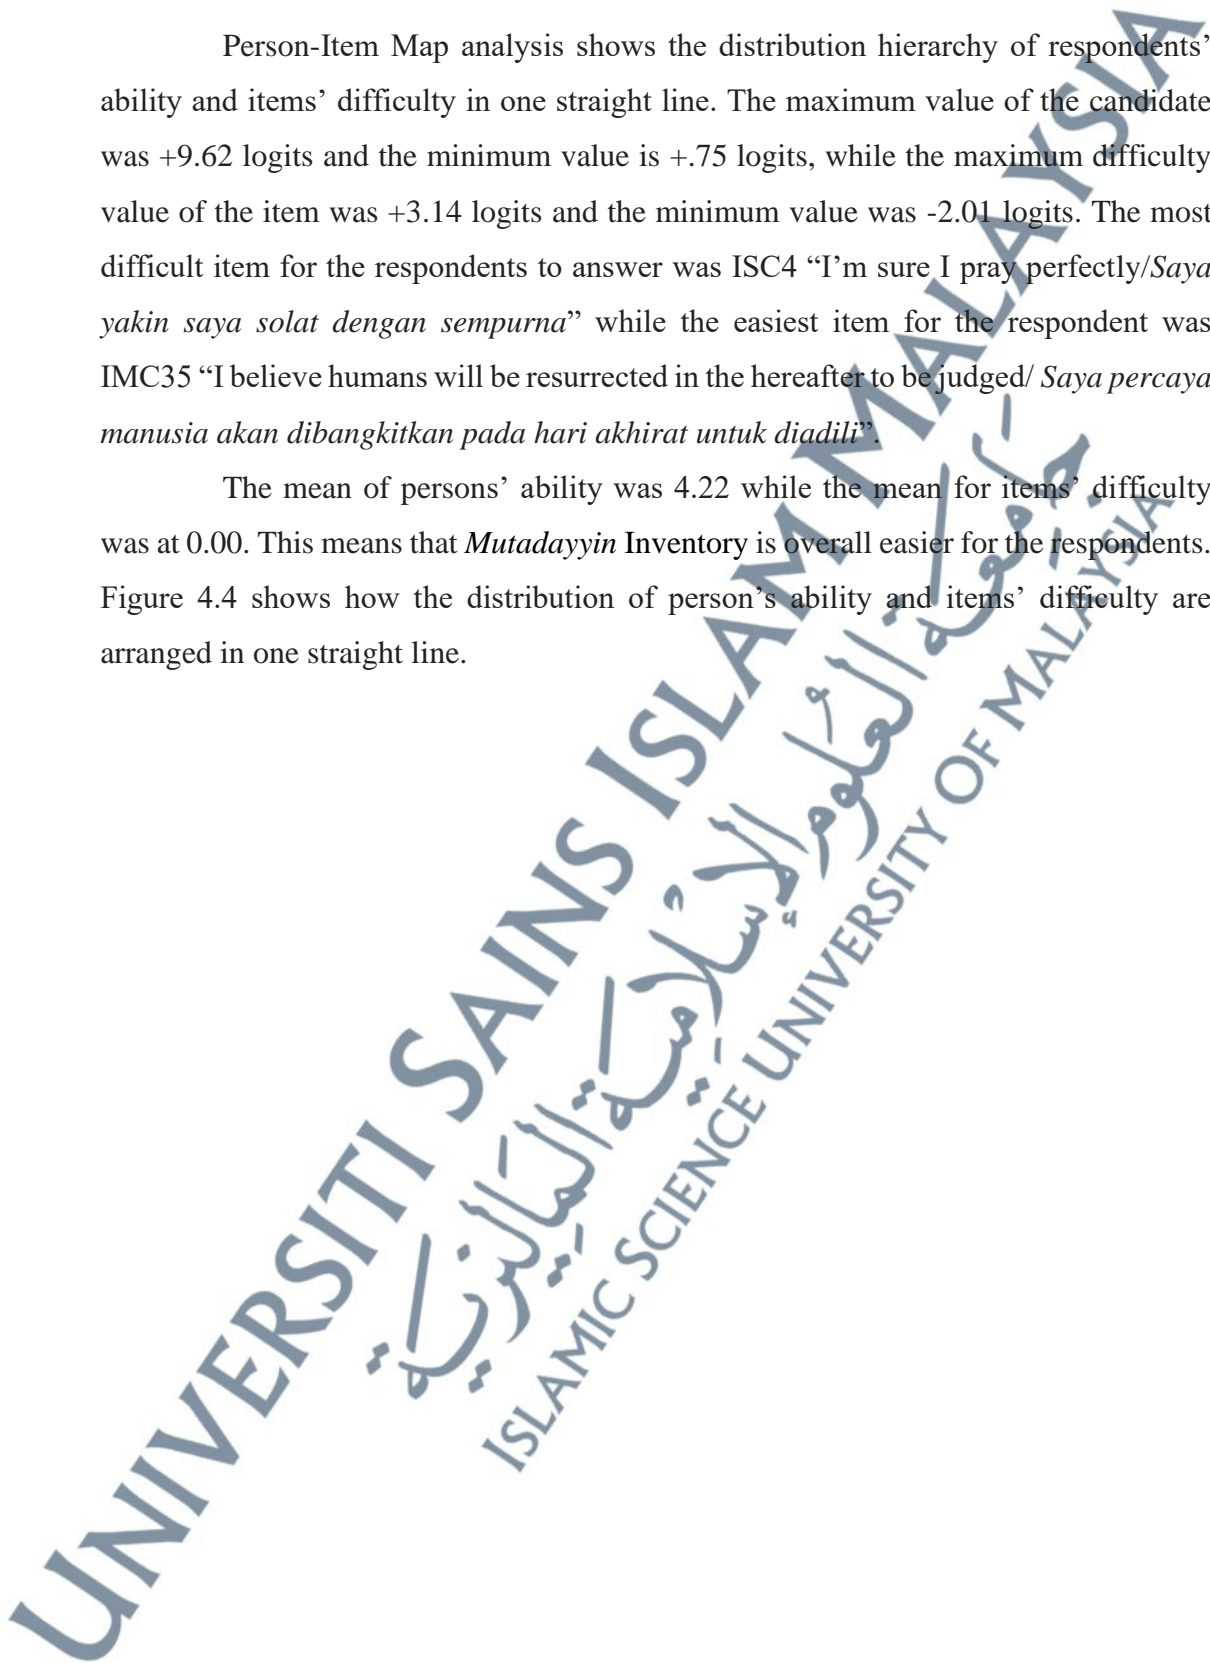 Person-Item Map analysis shows the distribution hierarchy of respondents’
ability and items’ difficulty in one straight line. The maximum value of the candidate
was +9.62 logits and the minimum value is +.75 logits, while the maximum difficulty
value of the item was +3.14 logits and the minimum value was -2.01 logits. The most
difficult item for the respondents to answer was ISC4 “I’m sure I pray perfectly/Saya
yakin saya solat dengan sempurna” while the easiest item for the respondent was
IMC35 “I believe humans will be resurrected in the hereafter to be judged/ Saya percaya
manusia akan dibangkitkan pada hari akhirat untuk diadili”.
The mean of persons’ ability was 4.22 while the mean for items’ difficulty
was at 0.00. This means that Mutadayyin Inventory is overall easier for the respondents.
Figure 4.4 shows how the distribution of person’s ability and items’ difficulty are
arranged in one straight line.
UNIVERSITI SAINS ISLAM MALAYSIA
جامعة العلوم الإسلامية الماليزية
ISLAMIC SCIENCE UNIVERSITY OF MALAYSIA